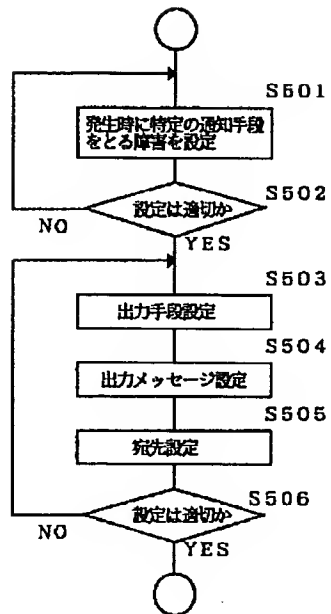 S501
発生時に特定の通知手段
をとる障害を設定
S502
設定は適切か
NO
YES
S503
出力手段設定
S504
出力メッセージ設定
S505
宛先設定
S506
設定は適切か
NO
YES